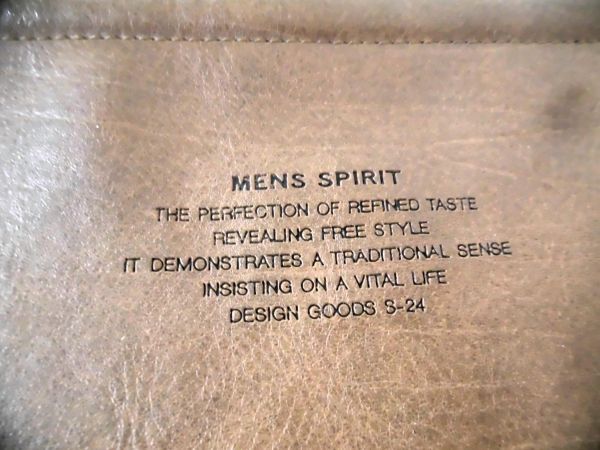 MENS SPIRIT
THE PERFECTION OF REFINED TASTE
REVEALING FREE STYLE
IT DEMONSTRATES A TRADITIONAL SENSE
INSISTING ON A VITAL LIFE
DESIGN GOODS S-24